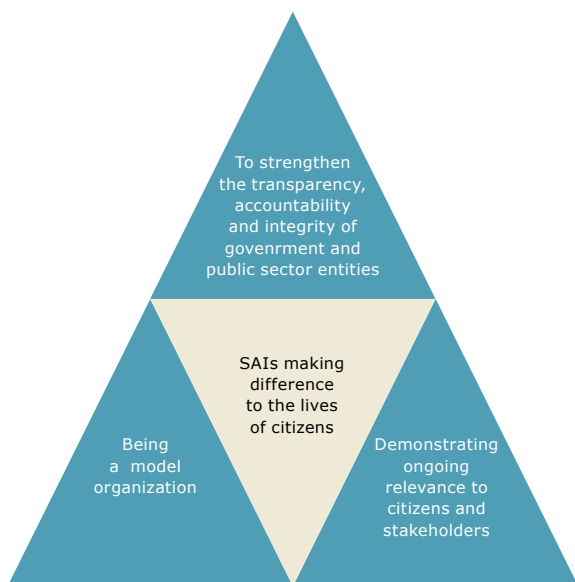 To strengthen
the transparency,
accountability
and integrity of
govenrment and
public sector entities
SAIs making
difference
to the lives
of citizens
Being
a model
organization
Demonstrating
ongoing
relevance to
citizens and
stakeholders